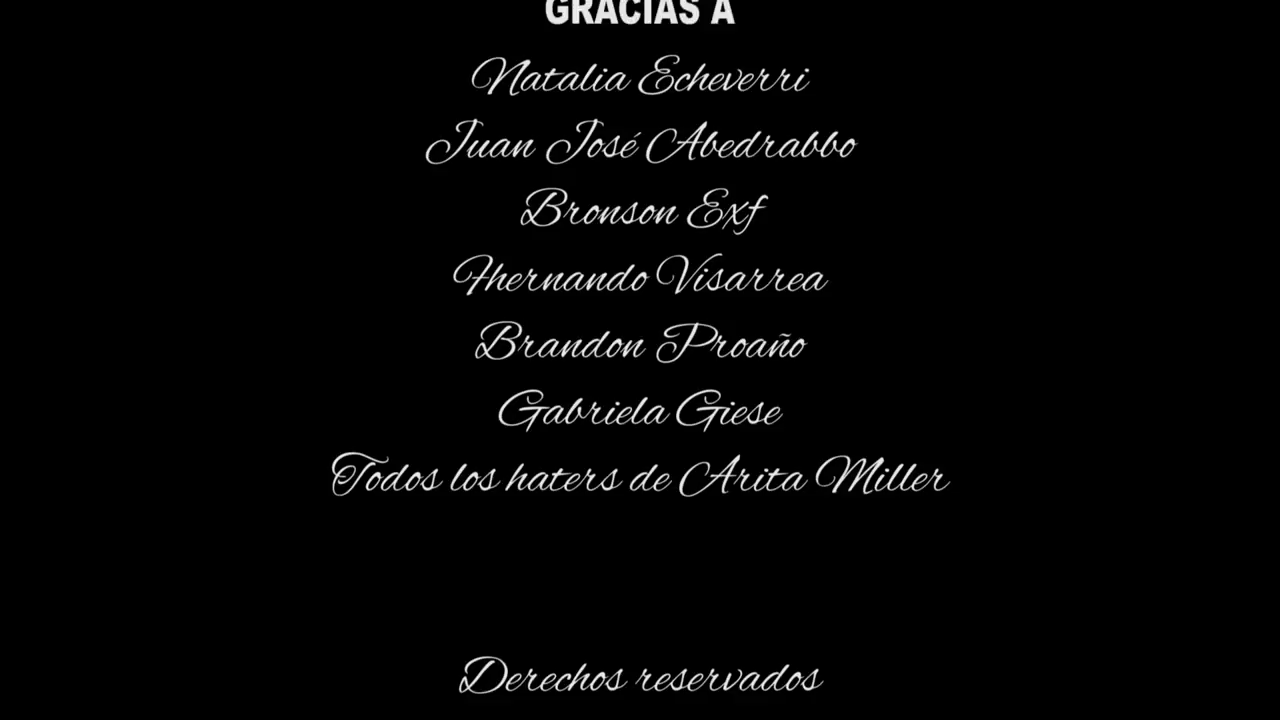 GRACIAS A
Natalia Echeverri
Juan José Abedrabbo
Bronson Exf
Fhernando Visarrea
Brandon Proaño
Gabriela Giese
Todos los haters de Arita Miller
Derechos reservados